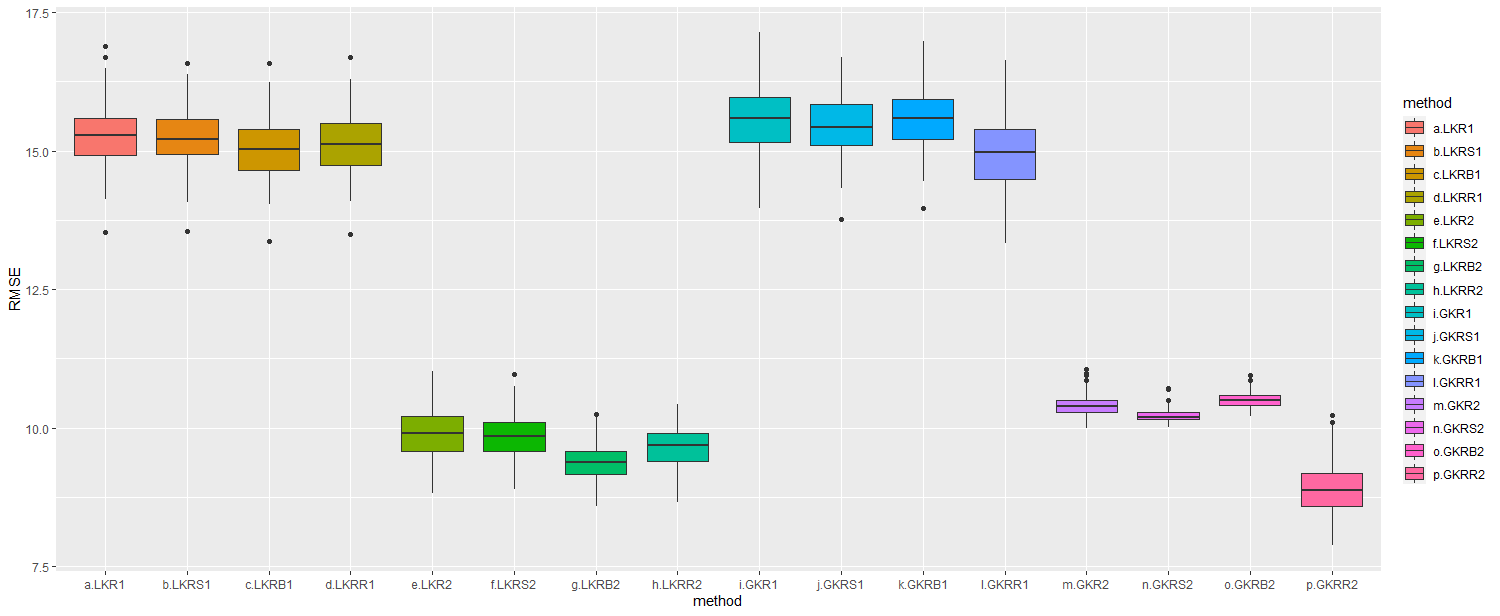 17.5
15.0
12.5
10.0
7.5
RMSE
a.LKR1 b.LKRS1 c.LKRB1 d.LKRR1 e.LKR2 f.LKRS2 g.LKRB2 h.LKRR2 i.GKR1 j.GKRS1 k.GKRB1 l.GKRR1 m.GKR2 n.GKRS2 o.GKRB2 p.GKRR2
method
method
a.LKR1
b.LKRS1
c.LKRB1
d.LKRR1
e.LKR2
f.LKRS2
g.LKRB2
h.LKRR2
i.GKR1
j.GKRS1
k.GKRB1
l.GKRR1
m.GKR2
n.GKRS2
o.GKRB2
p.GKRR2